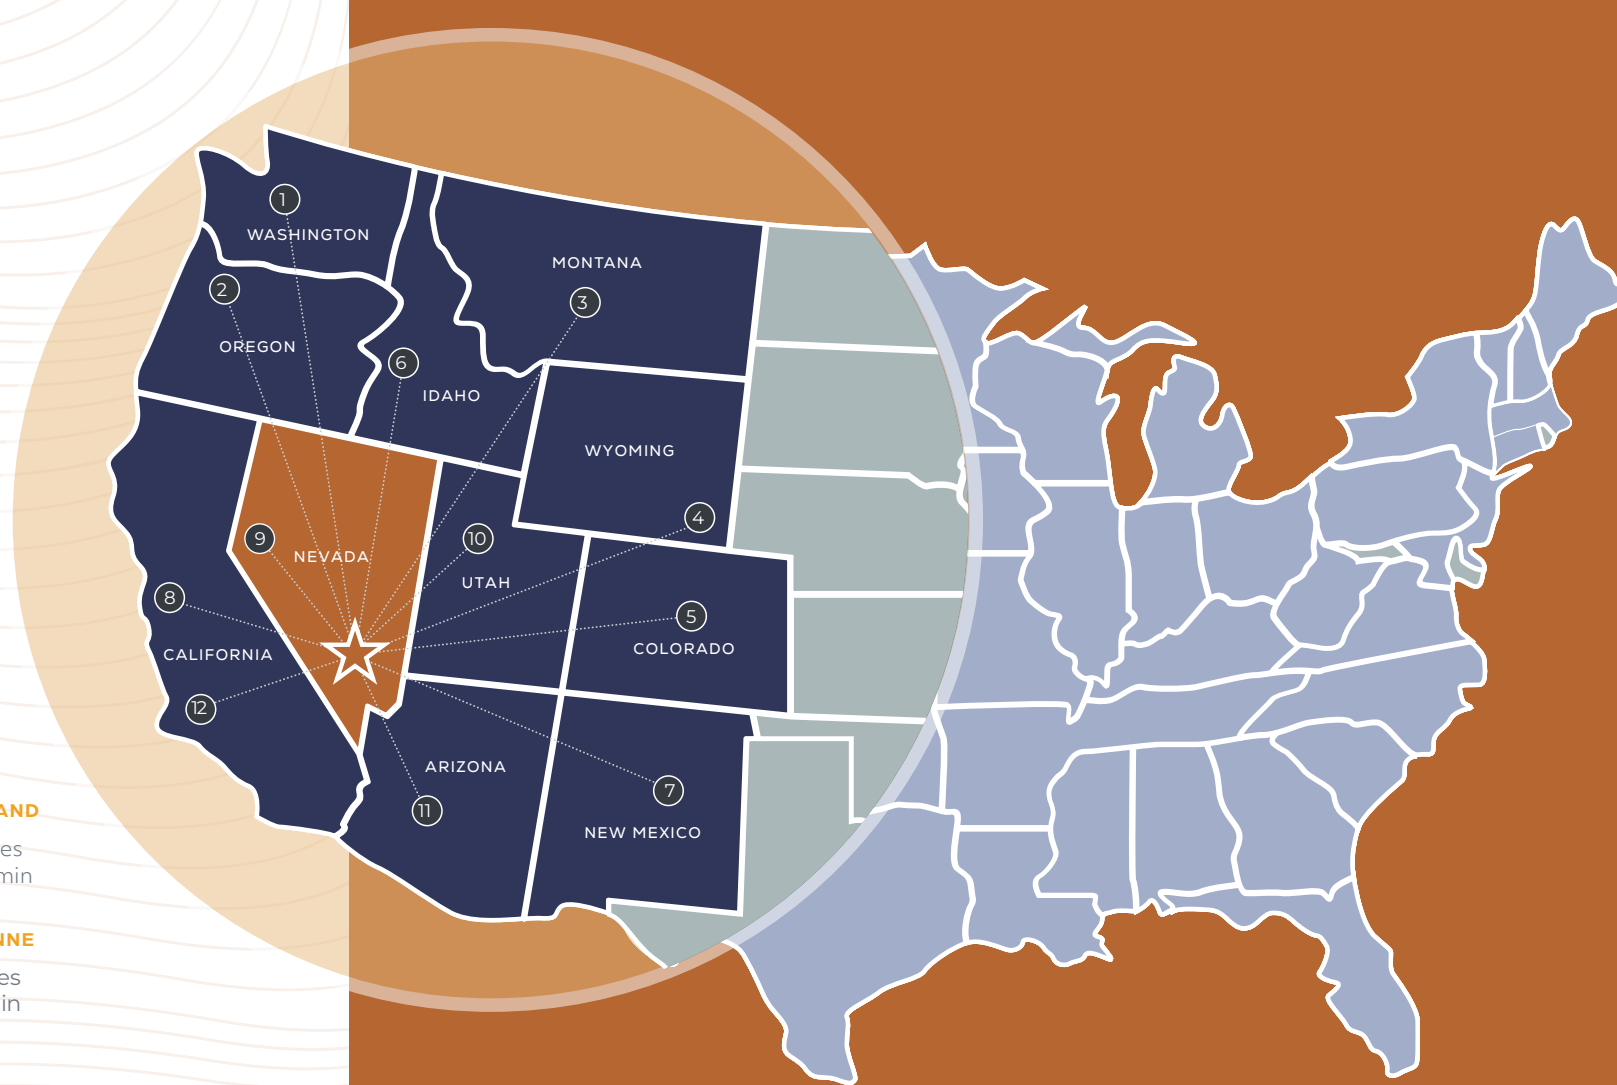 1
WASHINGTON
2
MONTANA
3
OREGON
6
IDAHO
WYOMING
4
9
NEVADA
10
UTAH
8
5
COLORADO
CALIFORNIA
12
ARIZONA
7
11
NEW MEXICO
AND
es
min
NNE
es
in